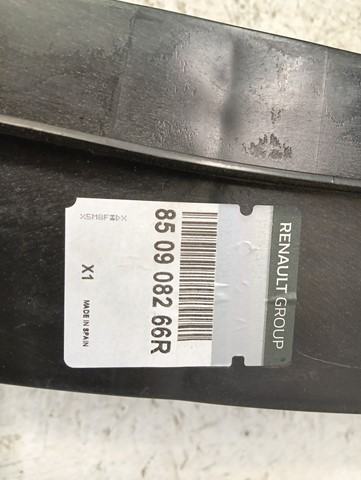 RENAULT GROUP
85 09 082 66R
X1
MADE IN SPAIN